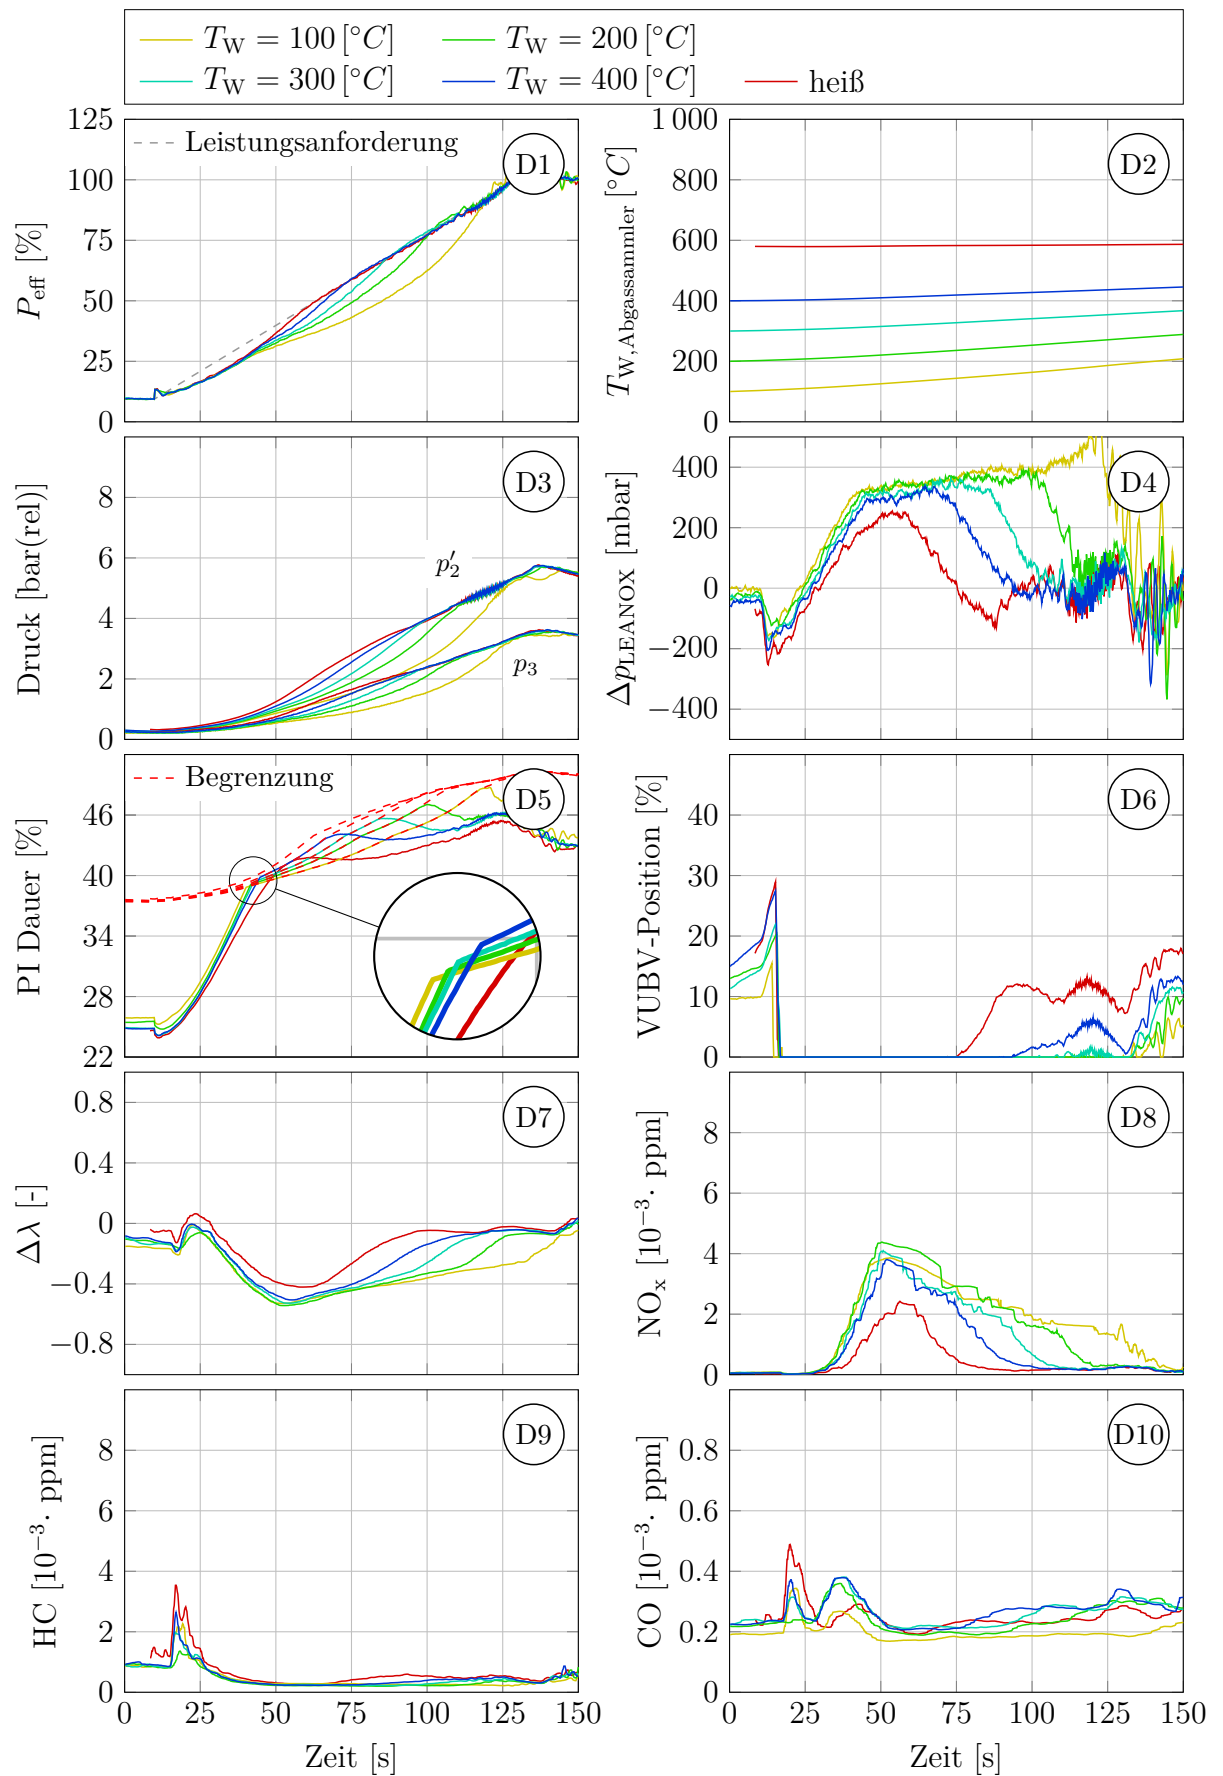 T_W = 100 [°C] T_W = 200 [°C]
T_W = 300 [°C] T_W = 400 [°C] heiß
P_eff [%]
125
100
75
50
25
0
Leistungsanforderung
D1
T_W,Abgassammler [°C]
1 000
800
600
400
200
0
D2
Druck [bar(rel)]
8
6
4
2
0
p′_2
p_3
D3
Δp_LEANOX [mbar]
400
200
0
−200
−400
D4
PI Dauer [%]
46
40
34
28
22
Begrenzung
D5
VUBV-Position [%]
40
30
20
10
0
D6
Δλ [-]
0.8
0.4
0
−0.4
−0.8
D7
NO_x [10^−3· ppm]
8
6
4
2
0
D8
HC [10^−3· ppm]
8
6
4
2
0
D9
0 25 50 75 100 125 150
Zeit [s]
CO [10^−3· ppm]
0.8
0.6
0.4
0.2
0
D10
0 25 50 75 100 125 150
Zeit [s]